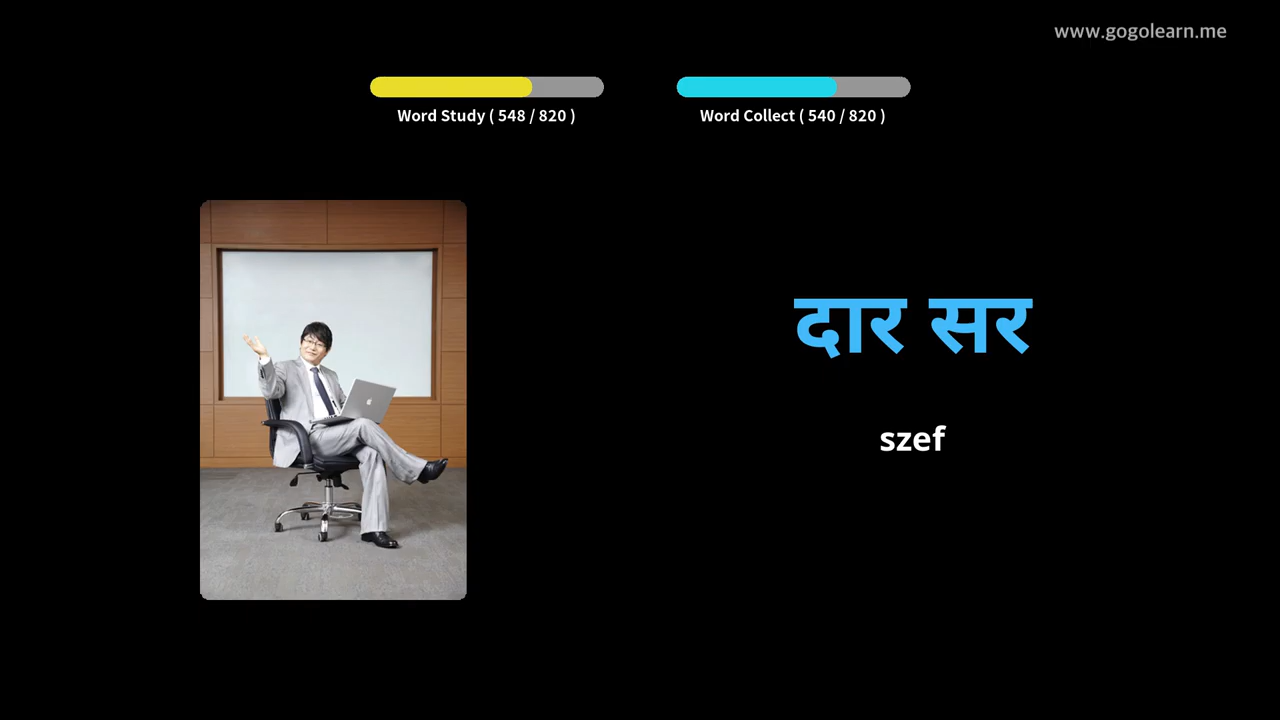 www.gogolearn.me
Word Study ( 548 / 820 )
Word Collect ( 540 / 820 )
दार सर
szef